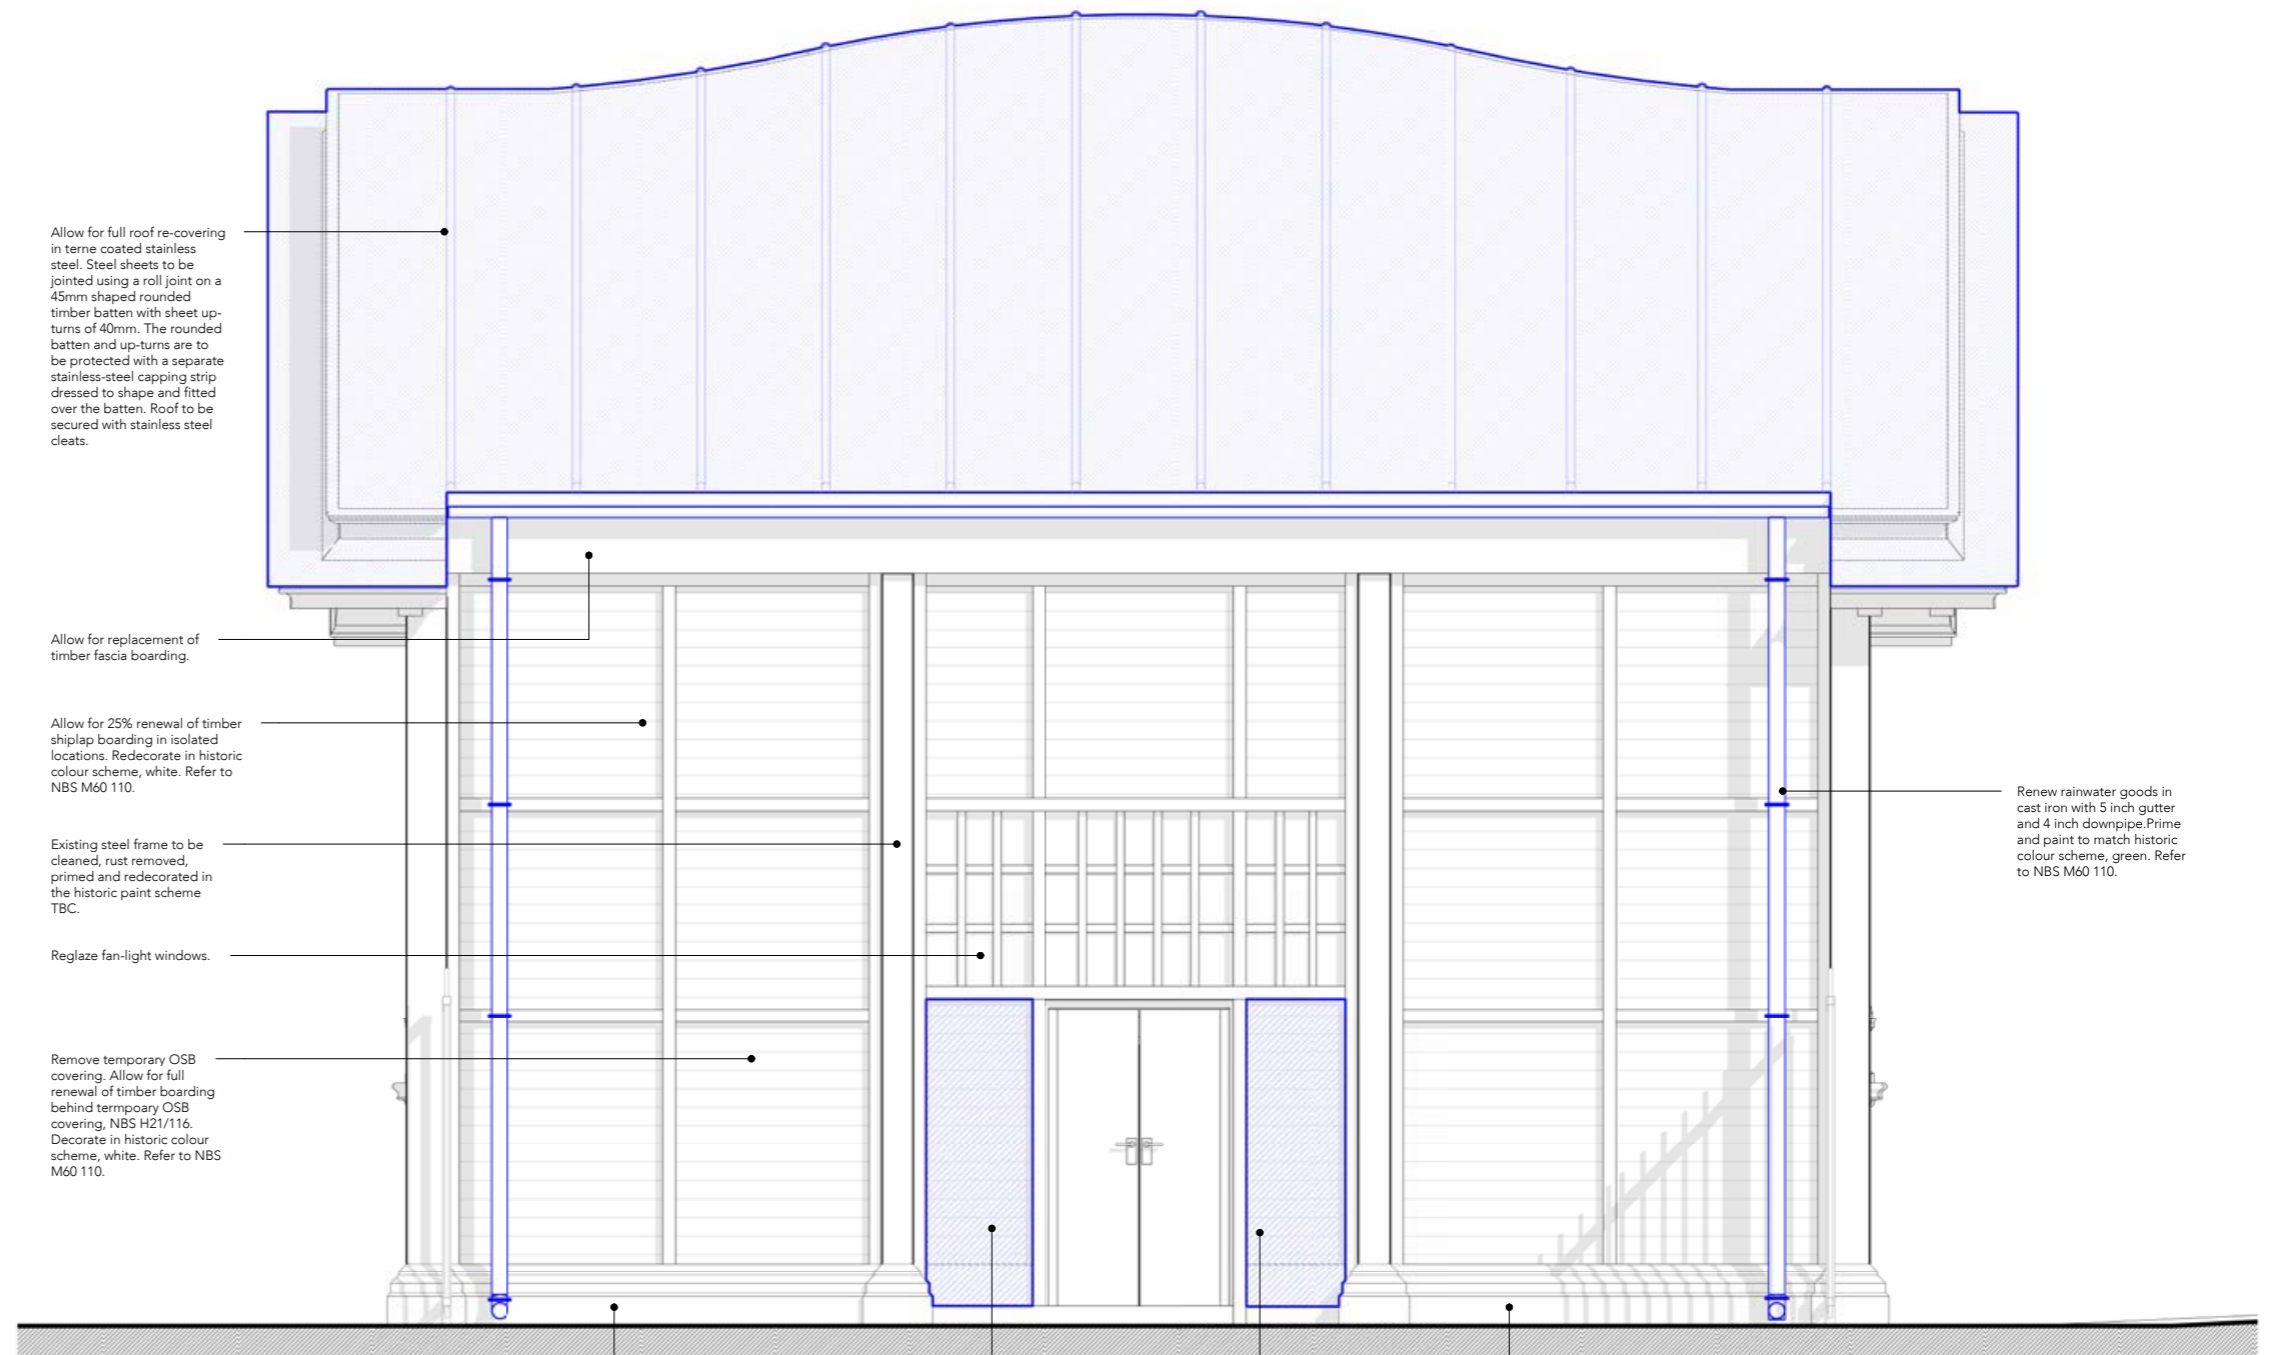 Allow for full roof re-covering
in terne coated stainless
steel. Steel sheets to be
jointed using a roll joint on a
45mm shaped rounded
timber batten with sheet up-
turns of 40mm. The rounded
batten and up-turns are to
be protected with a separate
stainless-steel capping strip
dressed to shape and fitted
over the batten. Roof to be
secured with stainless steel
cleats.
Allow for replacement of
timber fascia boarding.
Allow for 25% renewal of timber
shiplap boarding in isolated
locations. Redecorate in historic
colour scheme, white. Refer to
NBS M60 110.
Existing steel frame to be
cleaned, rust removed,
primed and redecorated in
the historic paint scheme
TBC.
Reglaze fan-light windows.
Remove temporary OSB
covering. Allow for full
renewal of timber boarding
behind termpoary OSB
covering, NBS H21/116.
Decorate in historic colour
scheme, white. Refer to NBS
M60 110.
Renew rainwater goods in
cast iron with 5 inch gutter
and 4 inch downpipe.Prime
and paint to match historic
colour scheme, green. Refer
to NBS M60 110.